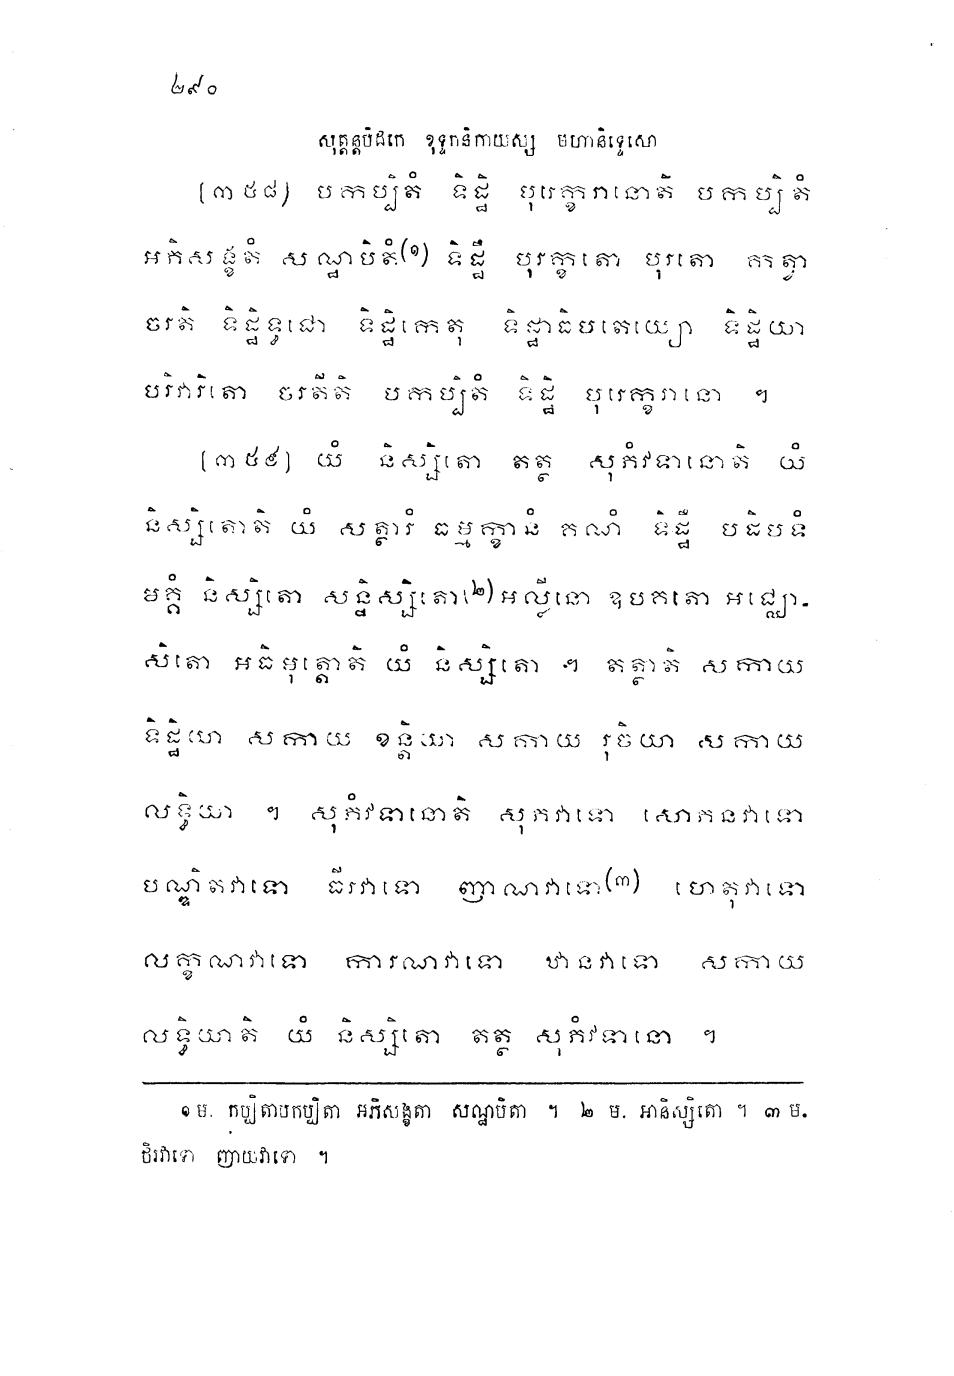 ២៩០
សុត្តន្តបិដកេ ខុទ្ទកនិកាយស្ស មហានិទ្ទេសោ
[៣៥៨] បកប្បិតំ ទិដ្ឋិ បុរេក្ខរានោតិ បកប្បិតំ
អភិសង្ខតំ សណ្ឋបិតំ(១) ទិដ្ឋឹ បុរក្ខតោ បុរតោ កត្វា
ចរតិ ទិដ្ឋិទ្ធជោ ទិដ្ឋិកេតុ ទិដ្ឋាធិបតេយ្យោ ទិដ្ឋិយា
បរិវារិតោ ចរតីតិ បកប្បិតំ ទិដ្ឋិ បុរេក្ខរានោ ។
[៣៥៩] យំ និស្សិតោ តត្ថ សុភំវទានោតិ យំ
និស្សិតោតិ យំ សត្ថារំ ធម្មក្ខានំ គណំ ទិដ្ឋឹ បដិបទំ
មគ្គំ និស្សិតោ សន្និស្សិតោ(២) អល្លីនោ ឧបគតោ អជ្ឈោ-
សិតោ អធិមុត្តោតិ យំ និស្សិតោ ។ តត្ថាតិ សកាយ
ទិដ្ឋិយា សកាយ ខន្តិយា សកាយ រុចិយា សកាយ
លទ្ធិយា ។ សុភំវទានោតិ សុភវាទោ សោភនវាទោ
បណ្ឌិតវាទោ ធីរវាទោ ញាណវាទោ(៣) ហេតុវាទោ
លក្ខណវាទោ ការណវាទោ ឋានវាទោ សកាយ
លទ្ធិយាតិ យំ និស្សិតោ តត្ថ សុភំវទានោ ។
១ ម. កប្បិតាបកប្បិតា អភិសង្ខតា សណ្ឋបិតា ។ ២ ម. អានិស្សិតោ ។ ៣ ម.
ថិរវាទោ ញាយវាទោ ។